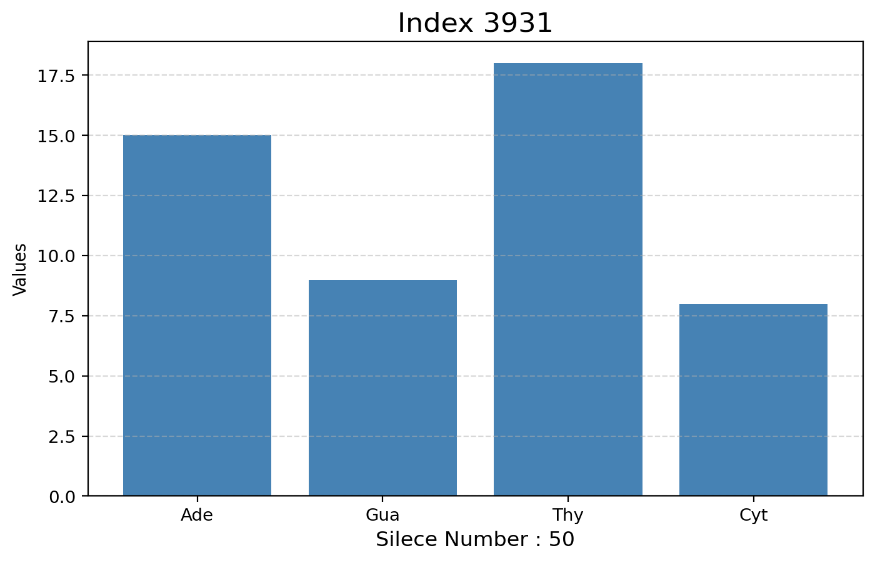 Index 3931
Values
17.5
15.0
12.5
10.0
7.5
5.0
2.5
0.0
Ade Gua Thy Cyt
Silece Number : 50